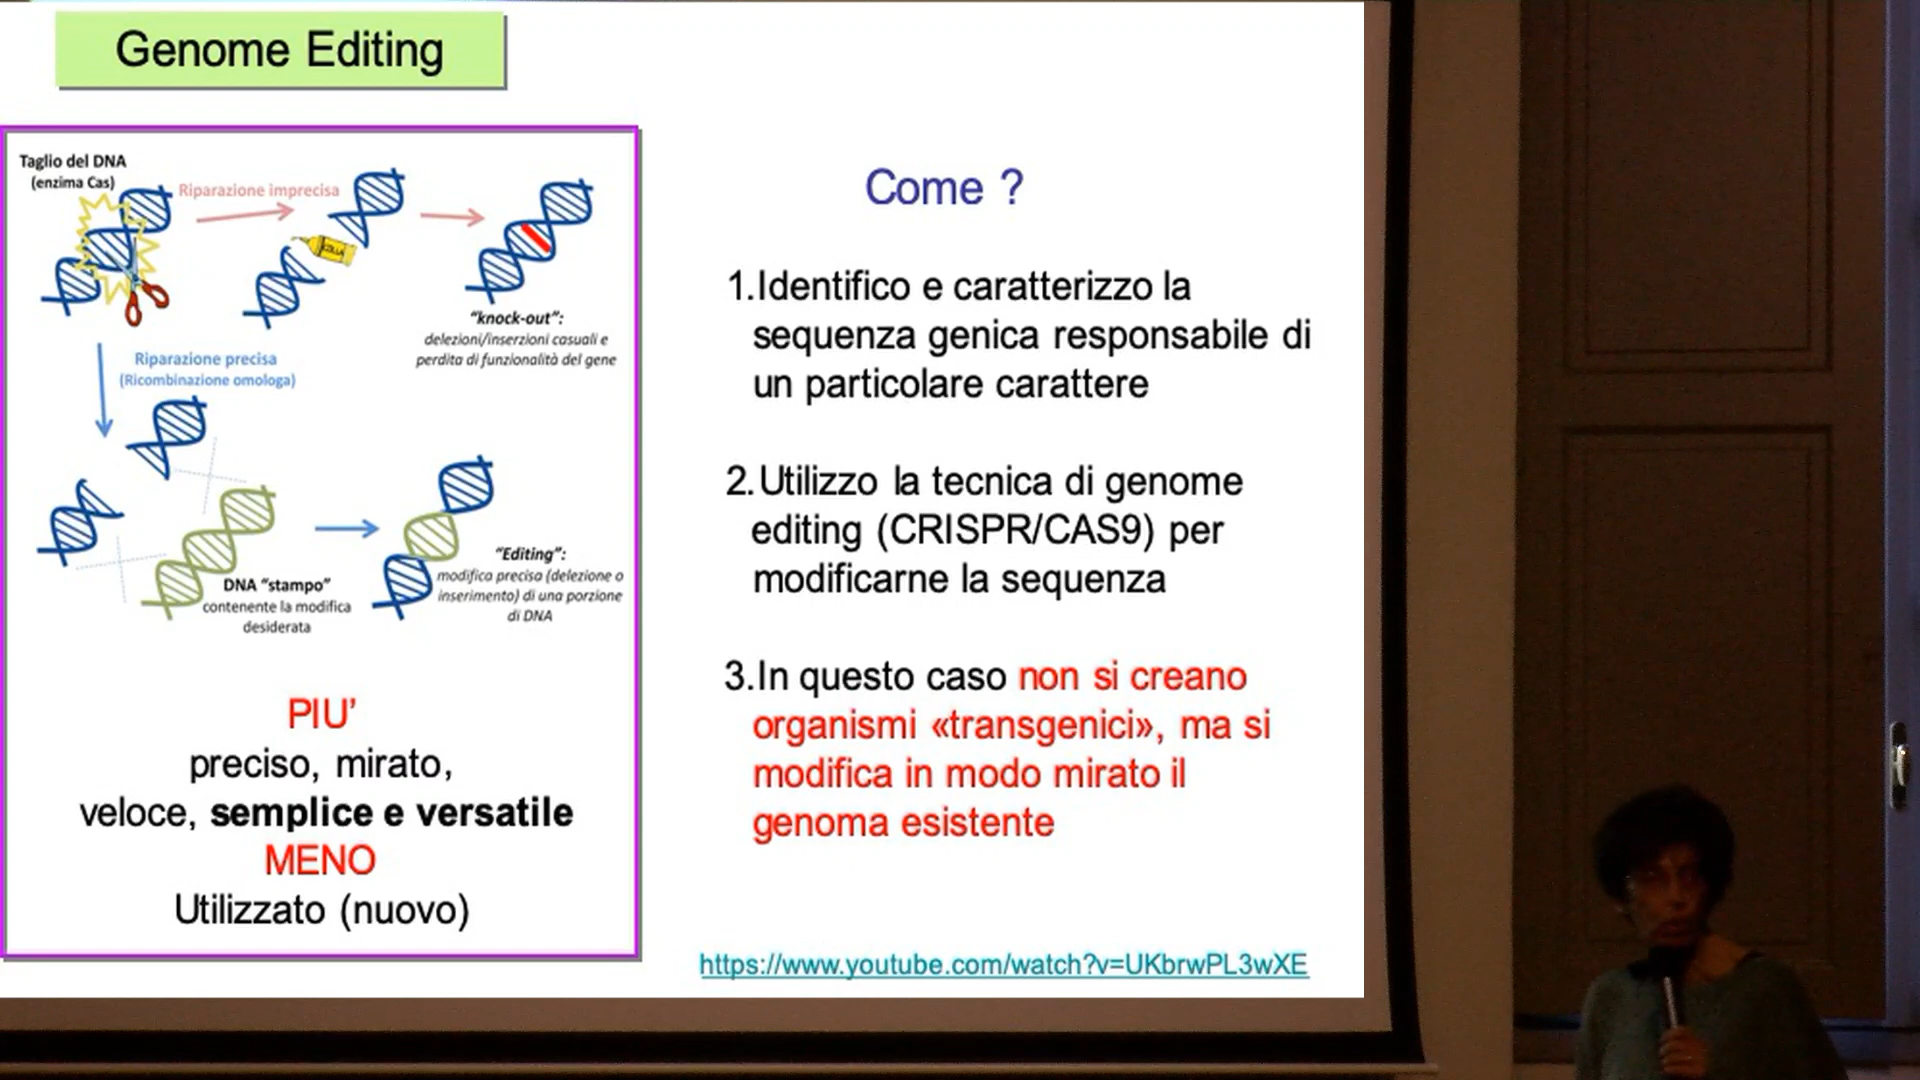 Genome Editing
Taglio del DNA
(enzima Cas)
Riparazione imprecisa
COLLA
"knock-out":
delezioni/inserzioni casuali e
perdita di funzionalità del gene
Riparazione precisa
(Ricombinazione omologa)
DNA "stampo"
contenente la modifica
desiderata
"Editing":
modifica precisa (delezione o
inserimento) di una porzione
di DNA
PIU'
preciso, mirato,
veloce, semplice e versatile
MENO
Utilizzato (nuovo)
Come ?
1.Identifico e caratterizzo la
sequenza genica responsabile di
un particolare carattere
2.Utilizzo la tecnica di genome
editing (CRISPR/CAS9) per
modificarne la sequenza
3.In questo caso non si creano
organismi «transgenici», ma si
modifica in modo mirato il
genoma esistente
https://www.youtube.com/watch?v=UKbrwPL3wXE